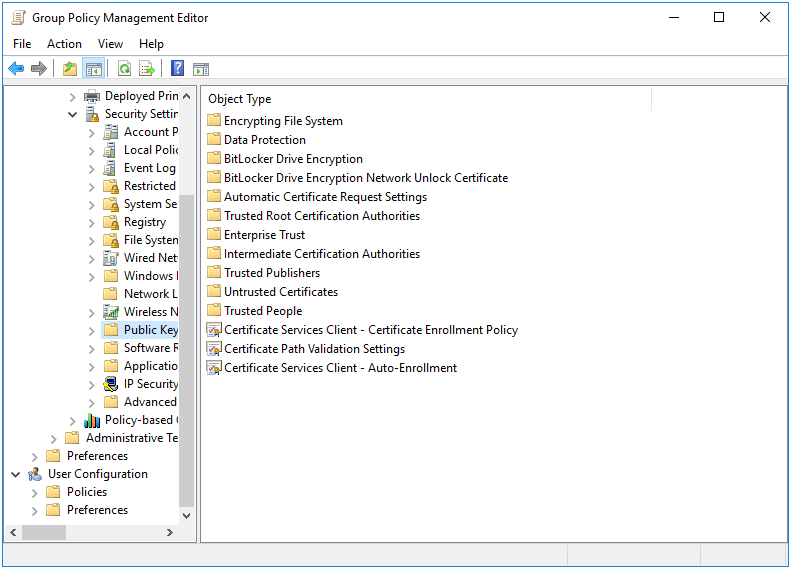 Group Policy Management Editor
File Action View Help
Deployed Prin
Security Settin
Account P
Local Polic
Event Log
Restricted
System Se
Registry
File System
Wired Net
Windows
Network L
Wireless N
Public Key
Software R
Applicatio
IP Security
Advanced
Policy-based
Administrative Te
Preferences
User Configuration
Policies
Preferences
Object Type
Encrypting File System
Data Protection
BitLocker Drive Encryption
BitLocker Drive Encryption Network Unlock Certificate
Automatic Certificate Request Settings
Trusted Root Certification Authorities
Enterprise Trust
Intermediate Certification Authorities
Trusted Publishers
Untrusted Certificates
Trusted People
Certificate Services Client - Certificate Enrollment Policy
Certificate Path Validation Settings
Certificate Services Client - Auto-Enrollment